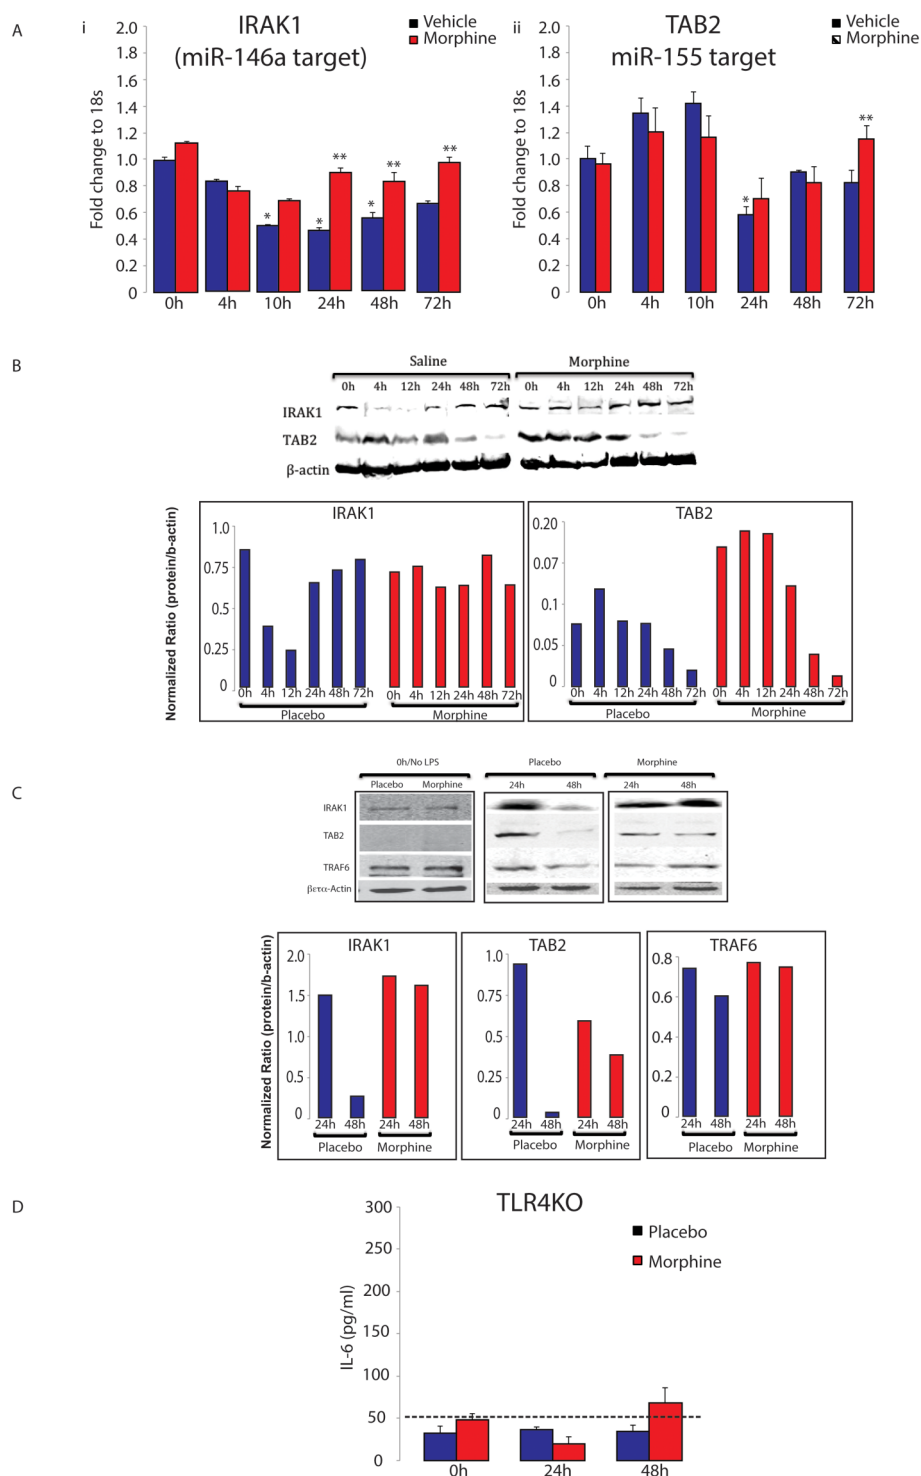 A
i
IRAK1
(miR-146a target)
Vehicle
Morphine
Fold change to 18s
2.0
1.8
1.6
1.4
1.2
1.0
0.8
0.6
0.4
0.2
0
* * * ** ** **
0h 4h 10h 24h 48h 72h
ii
TAB2
miR-155 target
Vehicle
Morphine
Fold change to 18s
2.0
1.8
1.6
1.4
1.2
1.0
0.8
0.6
0.4
0.2
0
* **
0h 4h 10h 24h 48h 72h
B
Saline Morphine
0h 4h 12h 24h 48h 72h 0h 4h 12h 24h 48h 72h
IRAK1
TAB2
β-actin
Normalized Ratio (protein/b-actin)
IRAK1
1.0
0.75
0.5
0.25
0
0h 4h 12h 24h 48h 72h 0h 4h 12h 24h 48h 72h
Placebo Morphine
TAB2
0.20
0.07
0.1
0.05
0
0h 4h 12h 24h 48h 72h 0h 4h 12h 24h 48h 72h
Placebo Morphine
C
0h/No LPS Placebo Morphine
Placebo Morphine 24h 48h 24h 48h
IRAK1
TAB2
TRAF6
βετα-Actin
Normalized Ratio (protein/b-actin)
IRAK1
2.0
1.5
1.0
0.5
0
24h 48h 24h 48h
Placebo Morphine
TAB2
1.0
0.75
0.5
0.25
0
24h 48h 24h 48h
Placebo Morphine
TRAF6
0.8
0.6
0.4
0.2
0
24h 48h 24h 48h
Placebo Morphine
D
TLR4KO
Placebo
Morphine
IL-6 (pg/ml)
300
250
200
150
100
50
0
0h 24h 48h